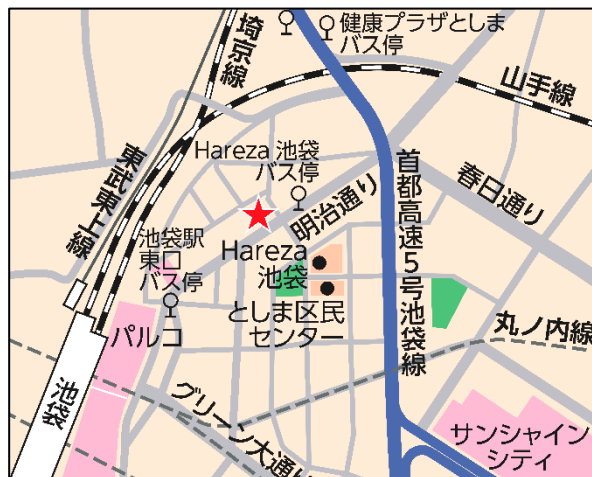 埼京線
健康プラザとしま
バス停
山手線
東武東上線
Hareza 池袋
バス停
明治通り
首都高速5号池袋線
春日通り
池袋駅
東口
バス停
Hareza
池袋
としま区民
センター
パルコ
丸ノ内線
池袋
グリーン大通り
サンシャイン
シティ